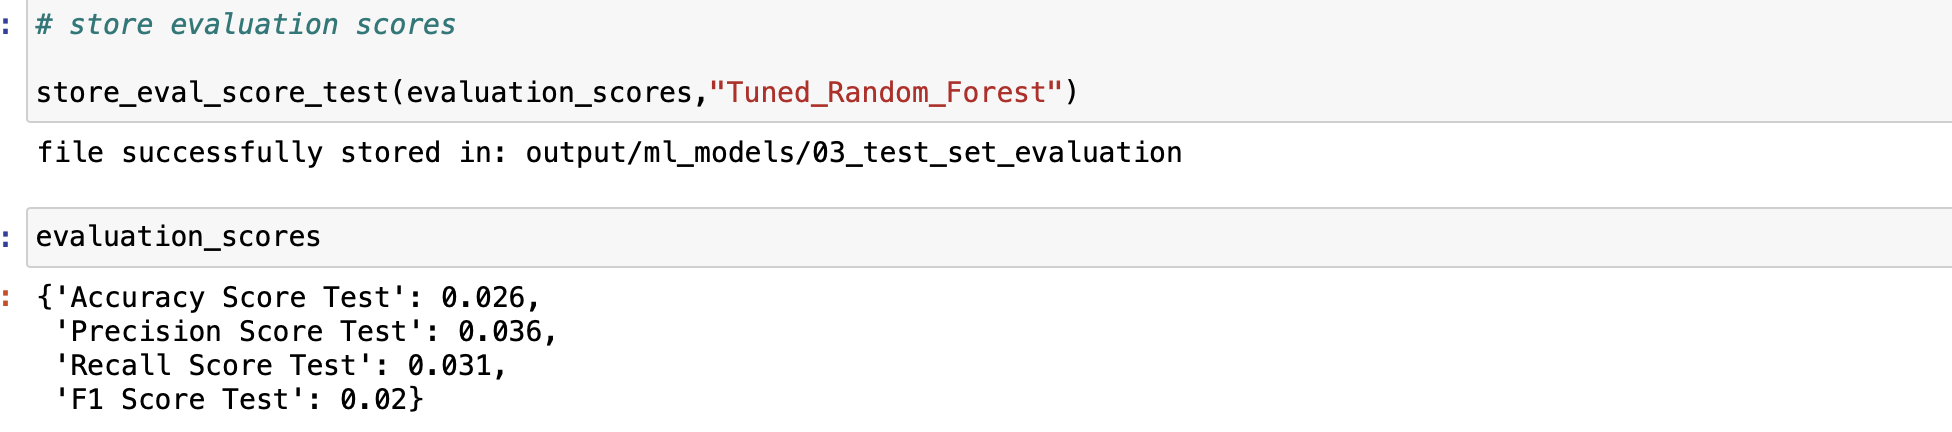 : # store evaluation scores
store_eval_score_test(evaluation_scores,"Tuned_Random_Forest")
file successfully stored in: output/ml_models/03_test_set_evaluation
: evaluation_scores
: {'Accuracy Score Test': 0.026,
'Precision Score Test': 0.036,
'Recall Score Test': 0.031,
'F1 Score Test': 0.02}